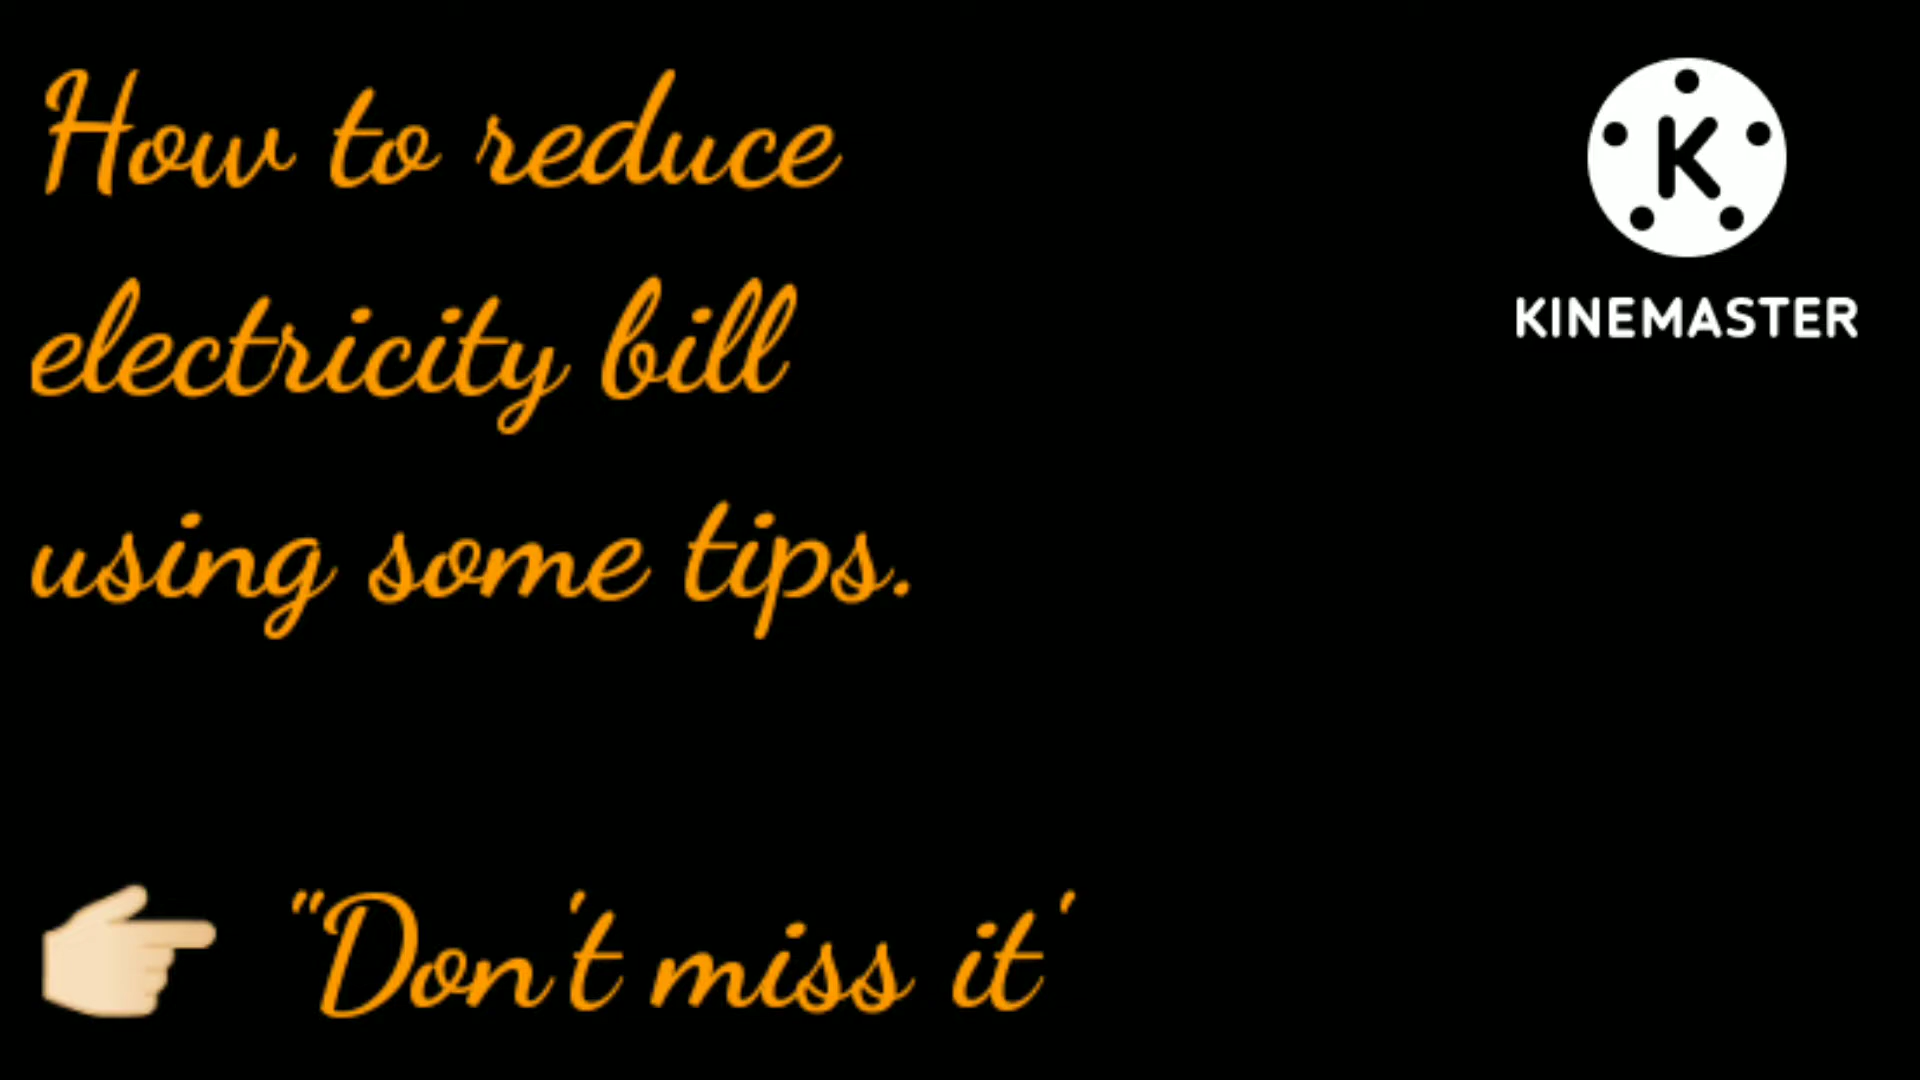 How to reduce
electricity bill
using some tips.
"Don't miss it'
K
KINEMASTER